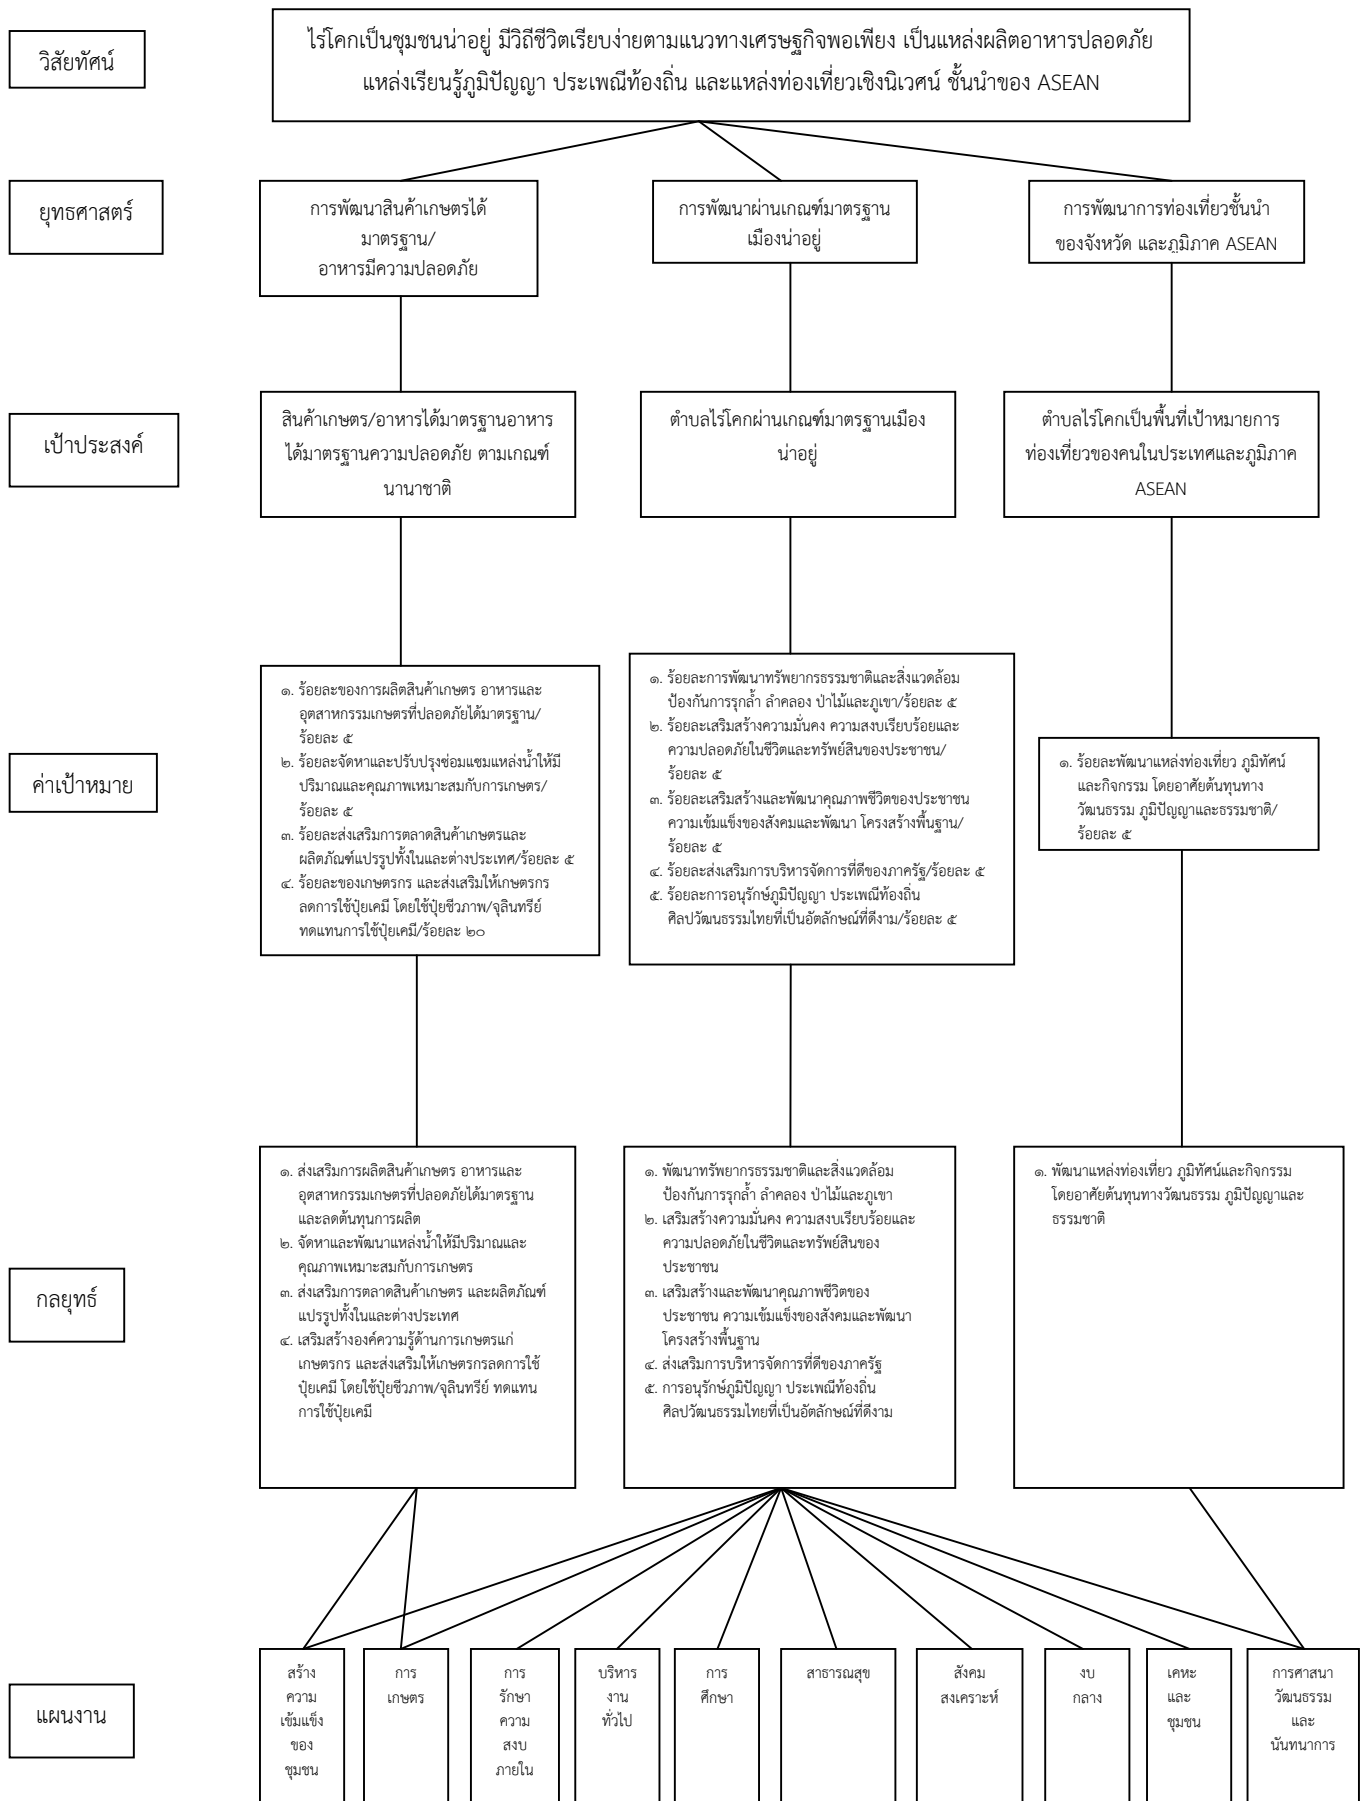 วิสัยทัศน์
ไร่โคกเป็นชุมชนน่าอยู่ มีวิถีชีวิตเรียบง่ายตามแนวทางเศรษฐกิจพอเพียง เป็นแหล่งผลิตอาหารปลอดภัย
แหล่งเรียนรู้ภูมิปัญญา ประเพณีท้องถิ่น และแหล่งท่องเที่ยวเชิงนิเวศน์ ชั้นนำของ ASEAN
ยุทธศาสตร์
การพัฒนาสินค้าเกษตรได้
มาตรฐาน/
อาหารมีความปลอดภัย
การพัฒนาผ่านเกณฑ์มาตรฐาน
เมืองน่าอยู่
การพัฒนาการท่องเที่ยวชั้นนำ
ของจังหวัด และภูมิภาค ASEAN
เป้าประสงค์
สินค้าเกษตร/อาหารได้มาตรฐานอาหาร
ได้มาตรฐานความปลอดภัย ตามเกณฑ์
นานาชาติ
ตำบลไร่โคกผ่านเกณฑ์มาตรฐานเมือง
น่าอยู่
ตำบลไร่โคกเป็นพื้นที่เป้าหมายการ
ท่องเที่ยวของคนในประเทศและภูมิภาค
ASEAN
ค่าเป้าหมาย
๑. ร้อยละของการผลิตสินค้าเกษตร อาหารและ
อุตสาหกรรมเกษตรที่ปลอดภัยได้มาตรฐาน/
ร้อยละ ๕
๒. ร้อยละจัดหาและปรับปรุงซ่อมแซมแหล่งน้ำให้มี
ปริมาณและคุณภาพเหมาะสมกับการเกษตร/
ร้อยละ ๕
๓. ร้อยละส่งเสริมการตลาดสินค้าเกษตรและ
ผลิตภัณฑ์แปรรูปทั้งในและต่างประเทศ/ร้อยละ ๕
๔. ร้อยละของเกษตรกร และส่งเสริมให้เกษตรกร
ลดการใช้ปุ๋ยเคมี โดยใช้ปุ๋ยชีวภาพ/จุลินทรีย์
ทดแทนการใช้ปุ๋ยเคมี/ร้อยละ ๒๐
๑. ร้อยละการพัฒนาทรัพยากรธรรมชาติและสิ่งแวดล้อม
ป้องกันการรุกล้ำ ลำคลอง ป่าไม้และภูเขา/ร้อยละ ๕
๒. ร้อยละเสริมสร้างความมั่นคง ความสงบเรียบร้อยและ
ความปลอดภัยในชีวิตและทรัพย์สินของประชาชน/
ร้อยละ ๕
๓. ร้อยละเสริมสร้างและพัฒนาคุณภาพชีวิตของประชาชน
ความเข้มแข็งของสังคมและพัฒนา โครงสร้างพื้นฐาน/
ร้อยละ ๕
๔. ร้อยละส่งเสริมการบริหารจัดการที่ดีของภาครัฐ/ร้อยละ ๕
๕. ร้อยละการอนุรักษ์ภูมิปัญญา ประเพณีท้องถิ่น
ศิลปวัฒนธรรมไทยที่เป็นอัตลักษณ์ที่ดีงาม/ร้อยละ ๕
๑. ร้อยละพัฒนาแหล่งท่องเที่ยว ภูมิทัศน์
และกิจกรรม โดยอาศัยต้นทุนทาง
วัฒนธรรม ภูมิปัญญาและธรรมชาติ/
ร้อยละ ๕
กลยุทธ์
๑. ส่งเสริมการผลิตสินค้าเกษตร อาหารและ
อุตสาหกรรมเกษตรที่ปลอดภัยได้มาตรฐาน
และลดต้นทุนการผลิต
๒. จัดหาและพัฒนาแหล่งน้ำให้มีปริมาณและ
คุณภาพเหมาะสมกับการเกษตร
๓. ส่งเสริมการตลาดสินค้าเกษตร และผลิตภัณฑ์
แปรรูปทั้งในและต่างประเทศ
๔. เสริมสร้างองค์ความรู้ด้านการเกษตรแก่
เกษตรกร และส่งเสริมให้เกษตรกรลดการใช้
ปุ๋ยเคมี โดยใช้ปุ๋ยชีวภาพ/จุลินทรีย์ ทดแทน
การใช้ปุ๋ยเคมี
๑. พัฒนาทรัพยากรธรรมชาติและสิ่งแวดล้อม
ป้องกันการรุกล้ำ ลำคลอง ป่าไม้และภูเขา
๒. เสริมสร้างความมั่นคง ความสงบเรียบร้อยและ
ความปลอดภัยในชีวิตและทรัพย์สินของ
ประชาชน
๓. เสริมสร้างและพัฒนาคุณภาพชีวิตของ
ประชาชน ความเข้มแข็งของสังคมและพัฒนา
โครงสร้างพื้นฐาน
๔. ส่งเสริมการบริหารจัดการที่ดีของภาครัฐ
๕. การอนุรักษ์ภูมิปัญญา ประเพณีท้องถิ่น
ศิลปวัฒนธรรมไทยที่เป็นอัตลักษณ์ที่ดีงาม
๑. พัฒนาแหล่งท่องเที่ยว ภูมิทัศน์และกิจกรรม
โดยอาศัยต้นทุนทางวัฒนธรรม ภูมิปัญญาและ
ธรรมชาติ
แผนงาน
สร้าง
ความ
เข้มแข็ง
ของ
ชุมชน
การ
เกษตร
การ
รักษา
ความ
สงบ
ภายใน
บริหาร
งาน
ทั่วไป
การ
ศึกษา
สาธารณสุข
สังคม
สงเคราะห์
งบ
กลาง
เคหะ
และ
ชุมชน
การศาสนา
วัฒนธรรม
และ
นันทนาการ